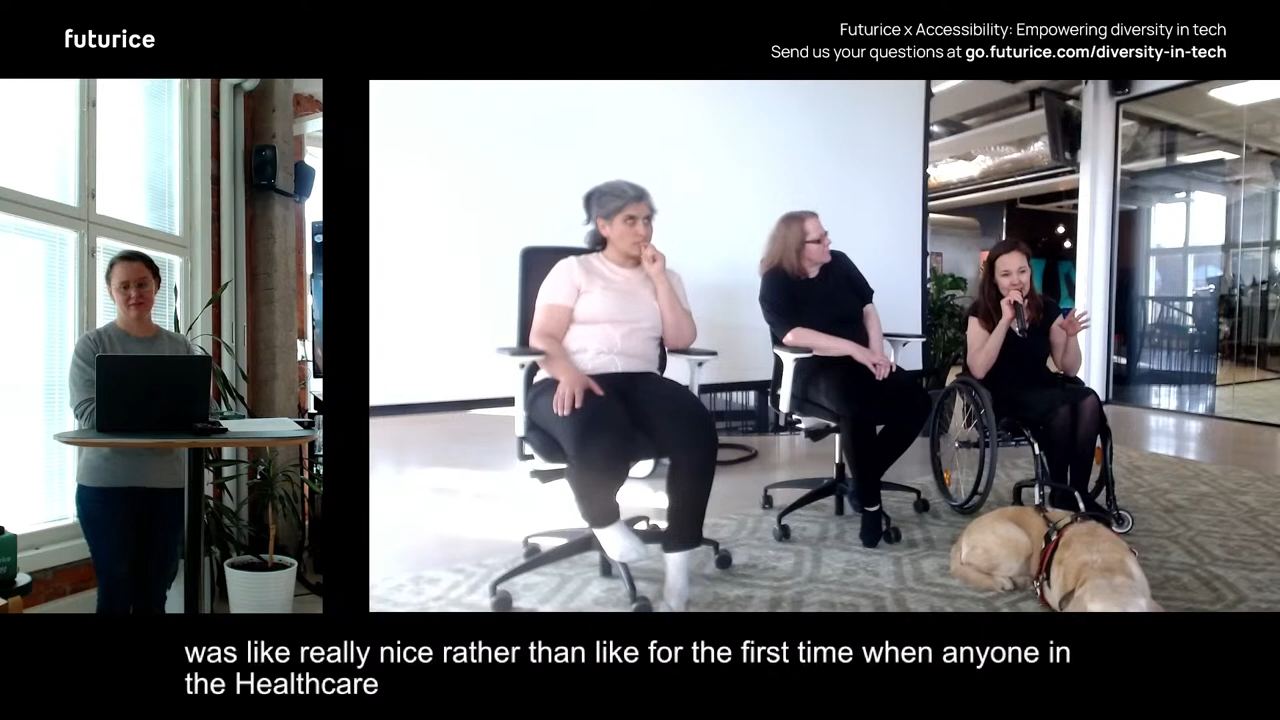 futurice
Futurice x Accessibility: Empowering diversity in tech
Send us your questions at go.futurice.com/diversity-in-tech
was like really nice rather than like for the first time when anyone in
the Healthcare